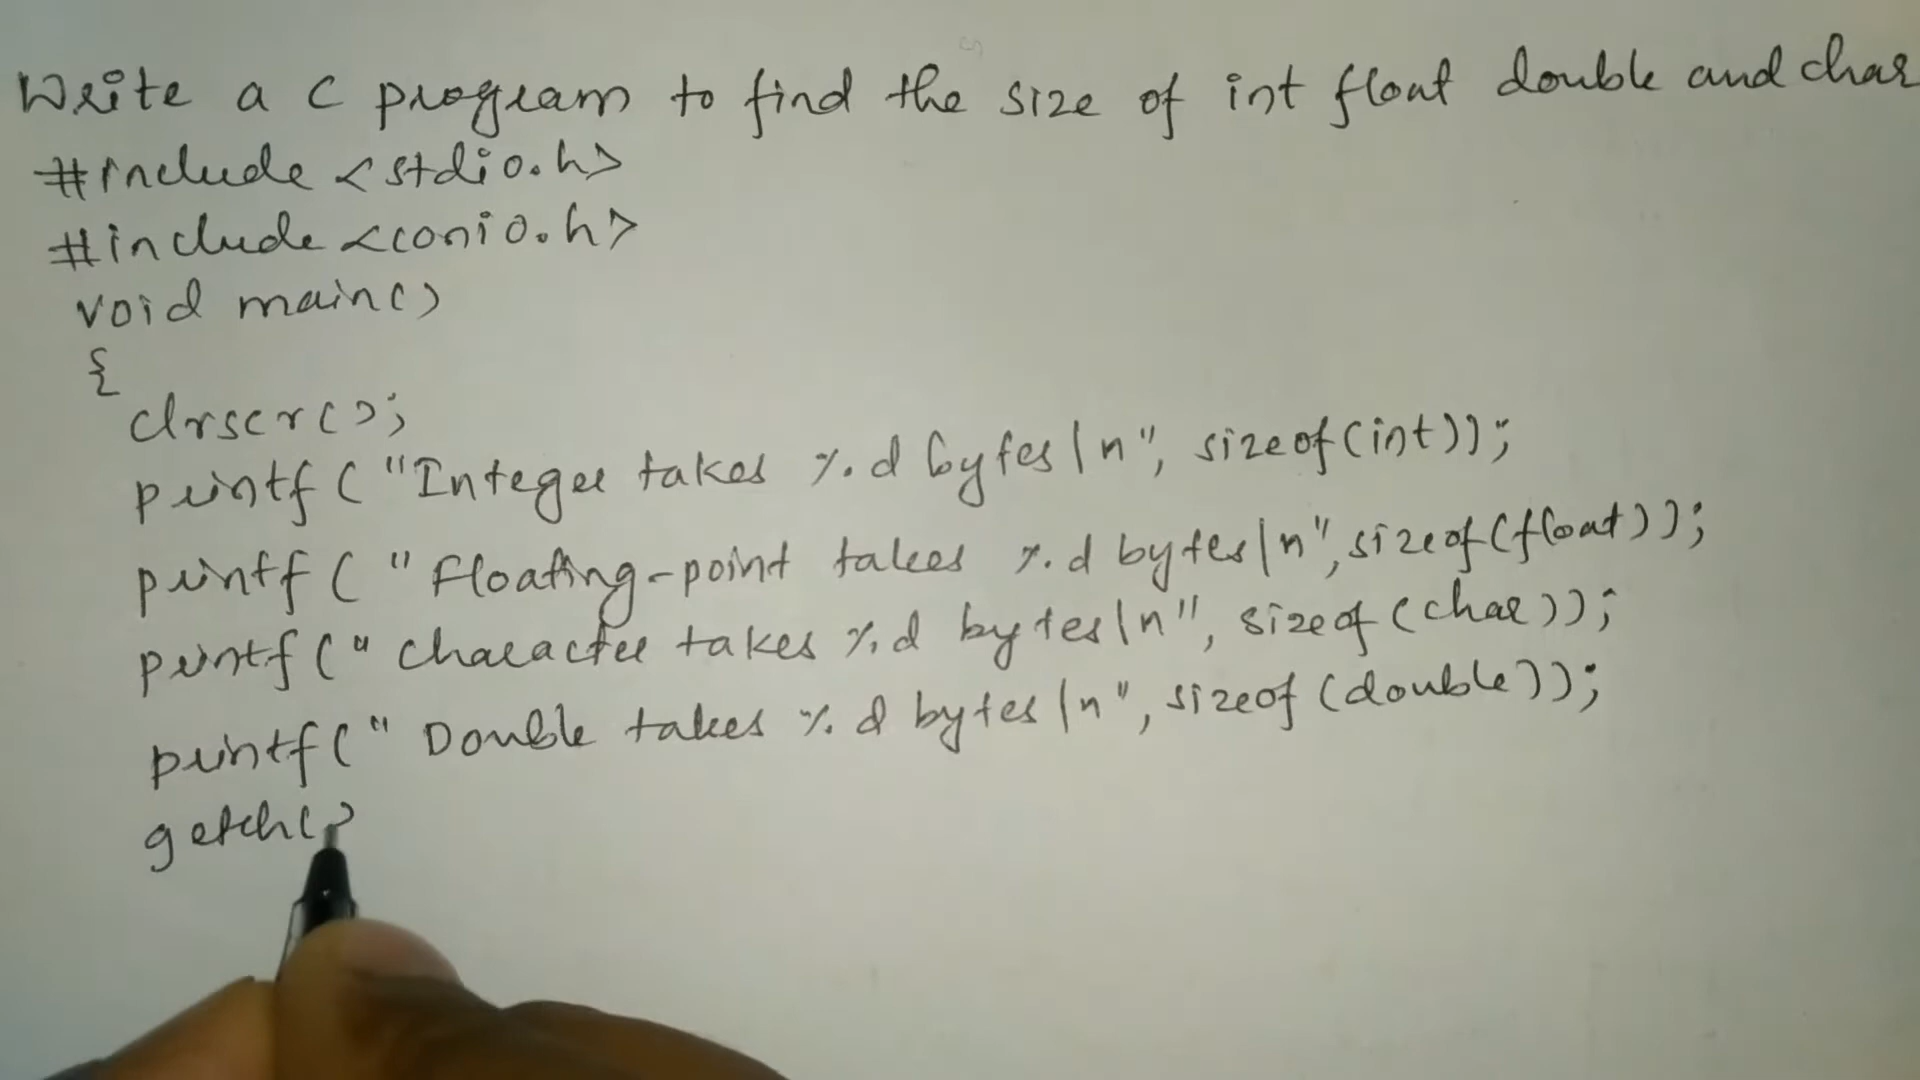 Write a C program to find the size of int float double and char
#include <stdio.h>
#include <conio.h>
void main()
{
clrscr();
printf("Integer takes %d bytes\n", sizeof(int));
printf("Floating-point takes %d bytes\n", sizeof(float));
printf("Character takes %d bytes\n", sizeof(char));
printf("Double takes %d bytes\n", sizeof(double));
getch()